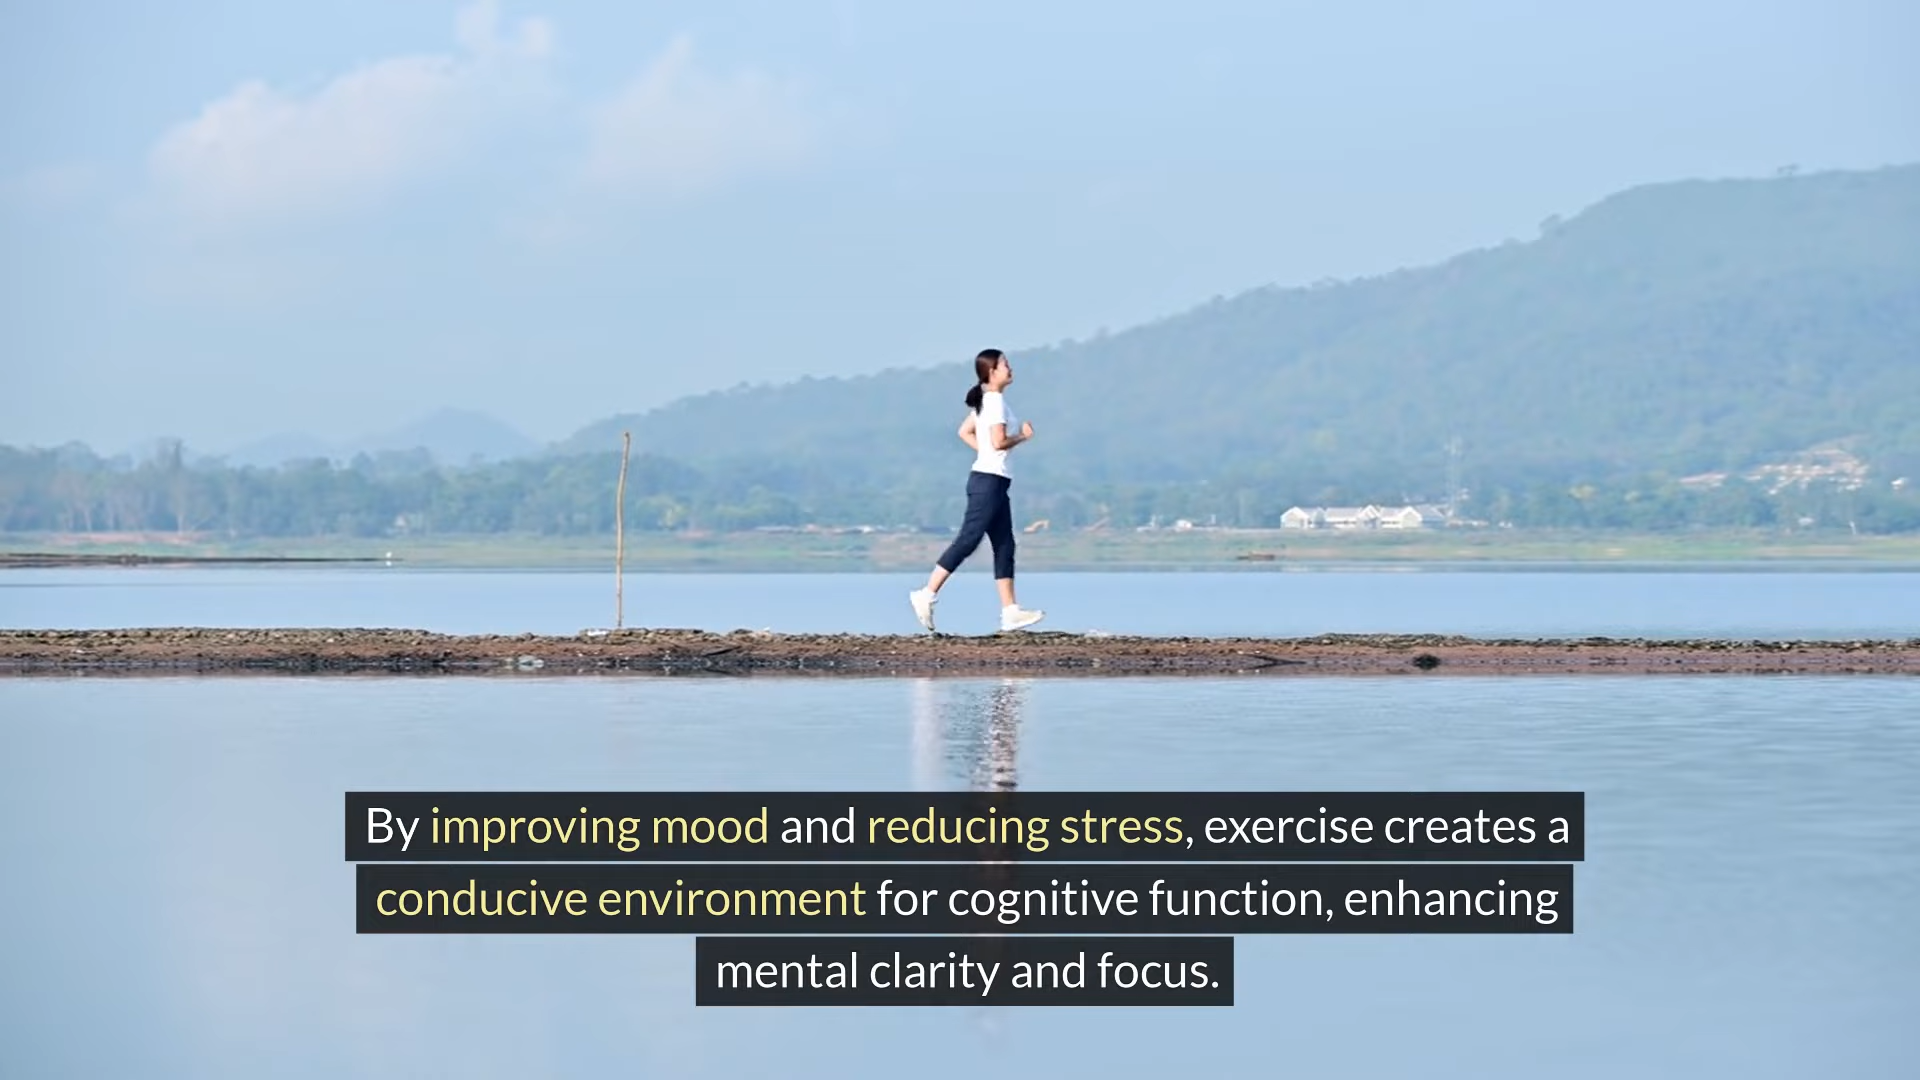 By improving mood and reducing stress, exercise creates a
conducive environment for cognitive function, enhancing
mental clarity and focus.